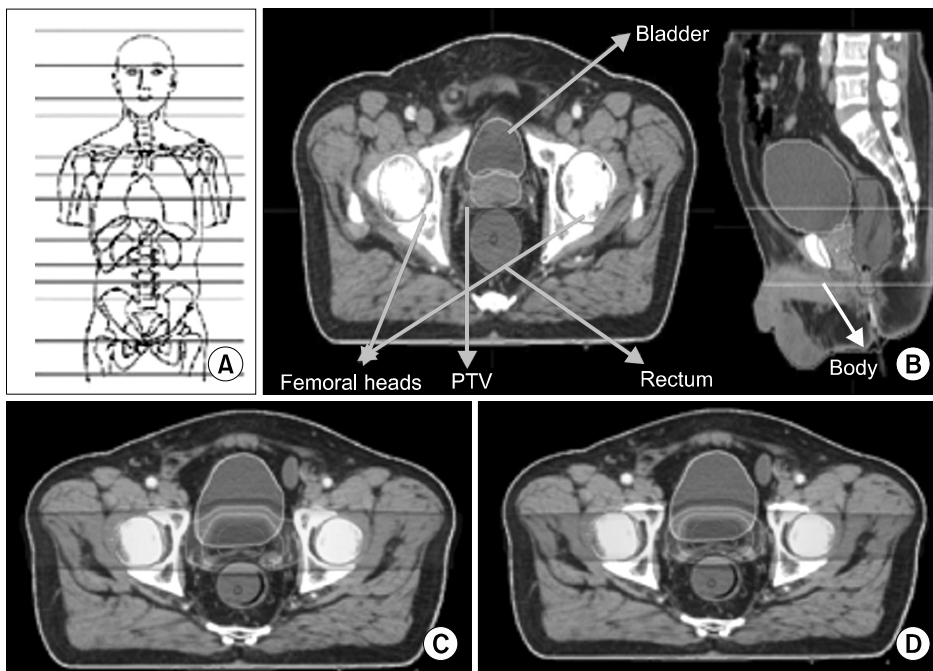 A
Bladder
Femoral heads
PTV
Rectum
Body
B
C
D